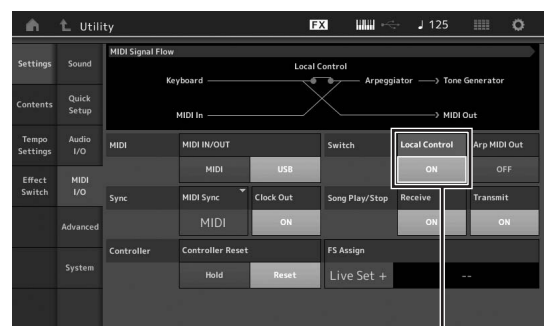 Utility
FX
♩ 125
Settings
Contents
Tempo
Settings
Effect
Switch
Sound
Quick
Setup
Audio
I/O
MIDI
I/O
Advanced
System
MIDI Signal Flow
Local Control
Keyboard
Arpeggiator
Tone Generator
MIDI In
MIDI Out
MIDI
MIDI IN/OUT
MIDI
USB
Switch
Local Control
ON
Arp MIDI Out
OFF
Sync
MIDI Sync
MIDI
Clock Out
ON
Song Play/Stop
Receive
ON
Transmit
ON
Controller
Controller Reset
Hold
Reset
FS Assign
Live Set +
--